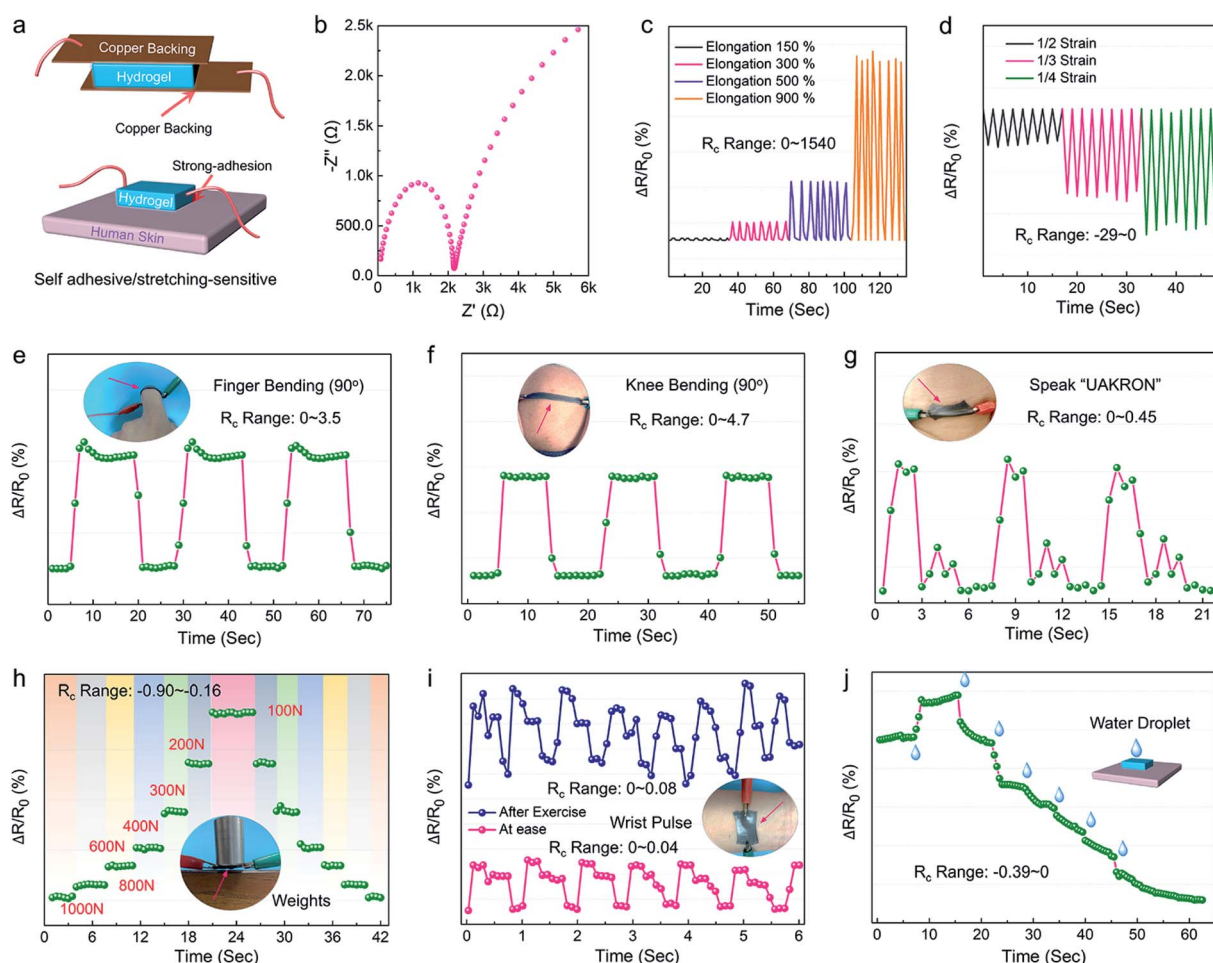 a
Copper Backing
Hydrogel
Copper Backing
Strong-adhesion
Hydrogel
Human Skin
Self adhesive/stretching-sensitive
b
2.5k
2.0k
1.5k
1.0k
500.0
0.0
-Z'' (Ω)
0 1k 2k 3k 4k 5k 6k
Z' (Ω)
c
Elongation 150 %
Elongation 300 %
Elongation 500 %
Elongation 900 %
Rc Range: 0~1540
ΔR/R0 (%)
20 40 60 80 100 120
Time (Sec)
d
1/2 Strain
1/3 Strain
1/4 Strain
Rc Range: -29~0
ΔR/R0 (%)
0 10 20 30 40
Time (Sec)
e
Finger Bending (90o)
Rc Range: 0~3.5
ΔR/R0 (%)
0 10 20 30 40 50 60 70
Time (Sec)
f
Knee Bending (90o)
Rc Range: 0~4.7
ΔR/R0 (%)
0 10 20 30 40 50
Time (Sec)
g
Speak "UAKRON"
Rc Range: 0~0.45
ΔR/R0 (%)
0 3 6 9 12 15 18 21
Time (Sec)
h
Rc Range: -0.90~-0.16
100N
200N
300N
400N
600N
800N
1000N
Weights
ΔR/R0 (%)
0 6 12 18 24 30 36 42
Time (Sec)
i
Rc Range: 0~0.08
After Exercise
At ease
Wrist Pulse
Rc Range: 0~0.04
ΔR/R0 (%)
0 1 2 3 4 5 6
Time (Sec)
j
Water Droplet
Rc Range: -0.39~0
ΔR/R0 (%)
0 10 20 30 40 50 60
Time (Sec)